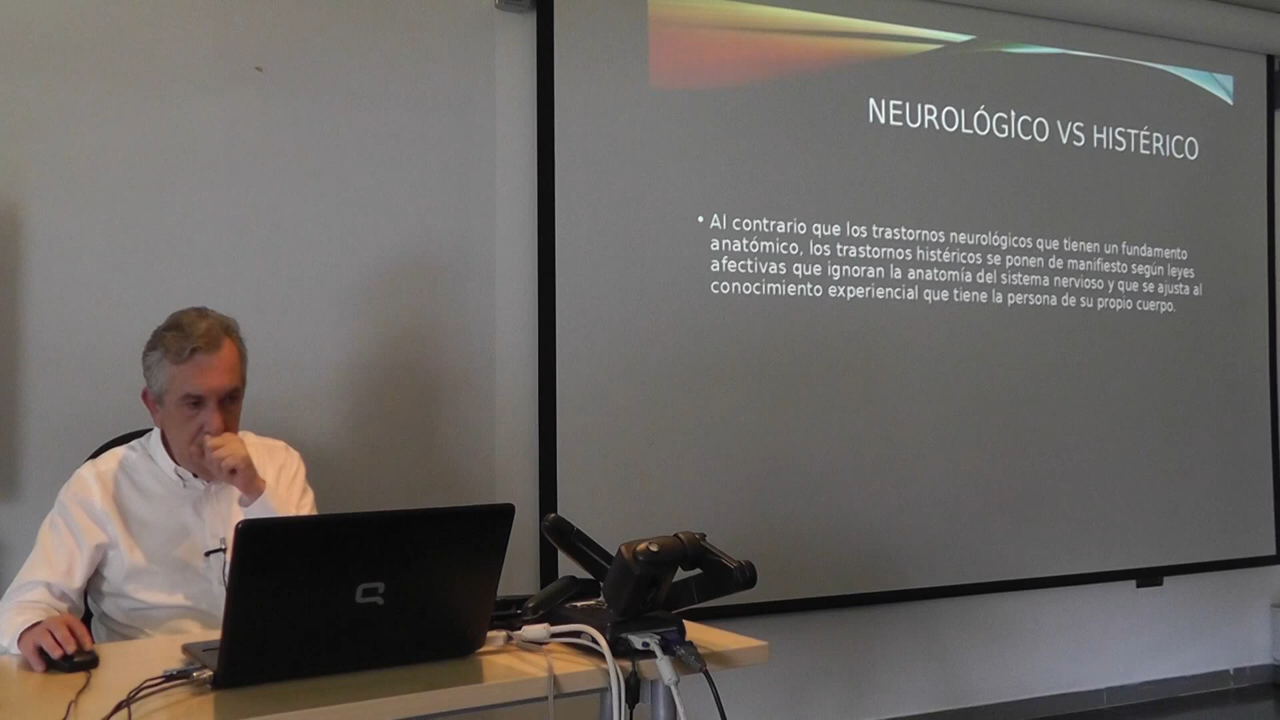 NEUROLÓGICO VS HISTÉRICO
• Al contrario que los trastornos neurológicos que tienen un fundamento
anatómico, los trastornos histéricos se ponen de manifiesto según leyes
afectivas que ignoran la anatomía del sistema nervioso y que se ajusta al
conocimiento experiencial que tiene la persona de su propio cuerpo.